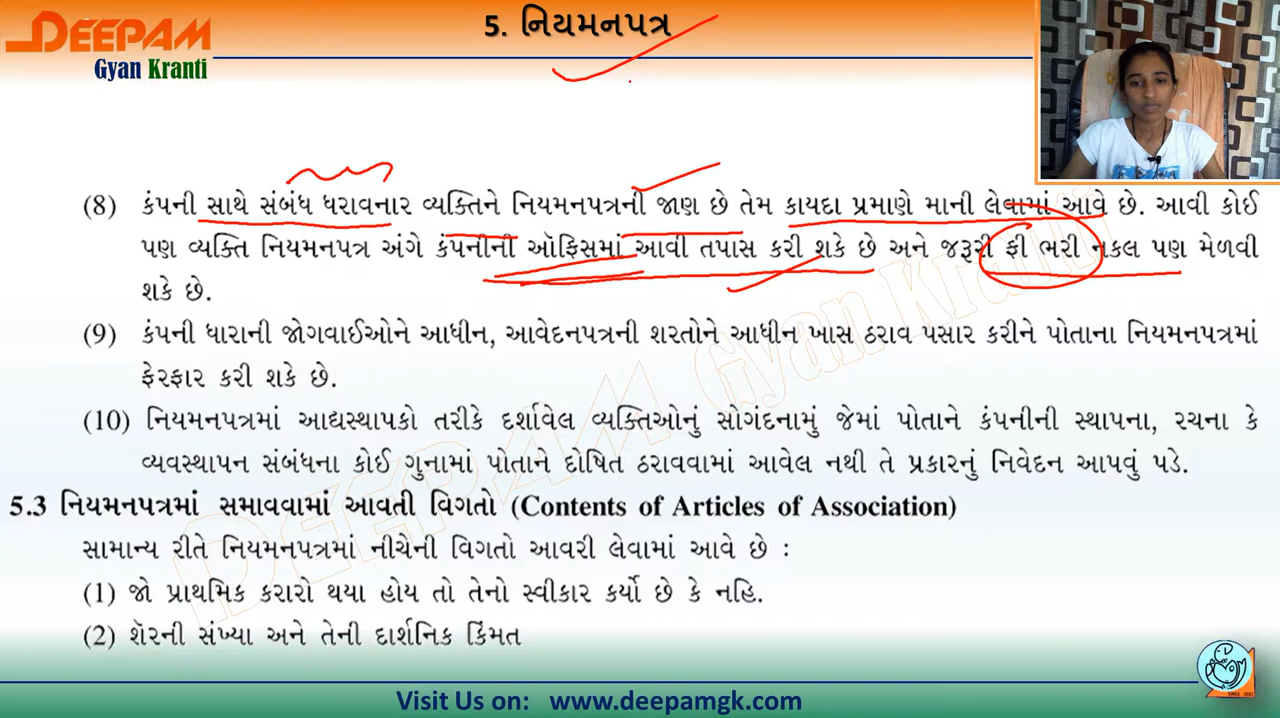 5. નિયમનપત્ર
DEEPAM
Gyan Kranti
(8) કંપની સાથે સંબંધ ધરાવનાર વ્યક્તિને નિયમનપત્રની જાણ છે તેમ કાયદા પ્રમાણે માની લેવામાં આવે છે. આવી કોઈ
પણ વ્યક્તિ નિયમનપત્ર અંગે કંપનીની ઑફિસમાં આવી તપાસ કરી શકે છે અને જરૂરી ફી ભરી નકલ પણ મેળવી
શકે છે.
(9) કંપની ધારાની જોગવાઈઓને આધીન, આવેદનપત્રની શરતોને આધીન ખાસ ઠરાવ પસાર કરીને પોતાના નિયમનપત્રમાં
ફેરફાર કરી શકે છે.
(10) નિયમનપત્રમાં આદ્યસ્થાપકો તરીકે દર્શાવેલ વ્યક્તિઓનું સોગંદનામું જેમાં પોતાને કંપનીની સ્થાપના, રચના કે
વ્યવસ્થાપન સંબંધના કોઈ ગુનામાં પોતાને દોષિત ઠરાવવામાં આવેલ નથી તે પ્રકારનું નિવેદન આપવું પડે.
5.3 નિયમનપત્રમાં સમાવવામાં આવતી વિગતો (Contents of Articles of Association)
સામાન્ય રીતે નિયમનપત્રમાં નીચેની વિગતો આવરી લેવામાં આવે છે :
(1) જો પ્રાથમિક કરારો થયા હોય તો તેનો સ્વીકાર કર્યો છે કે નહિ.
(2) શૅરની સંખ્યા અને તેની દાર્શનિક કિંમત
DEEPAM Gyan Kranti
Visit Us on: www.deepamgk.com